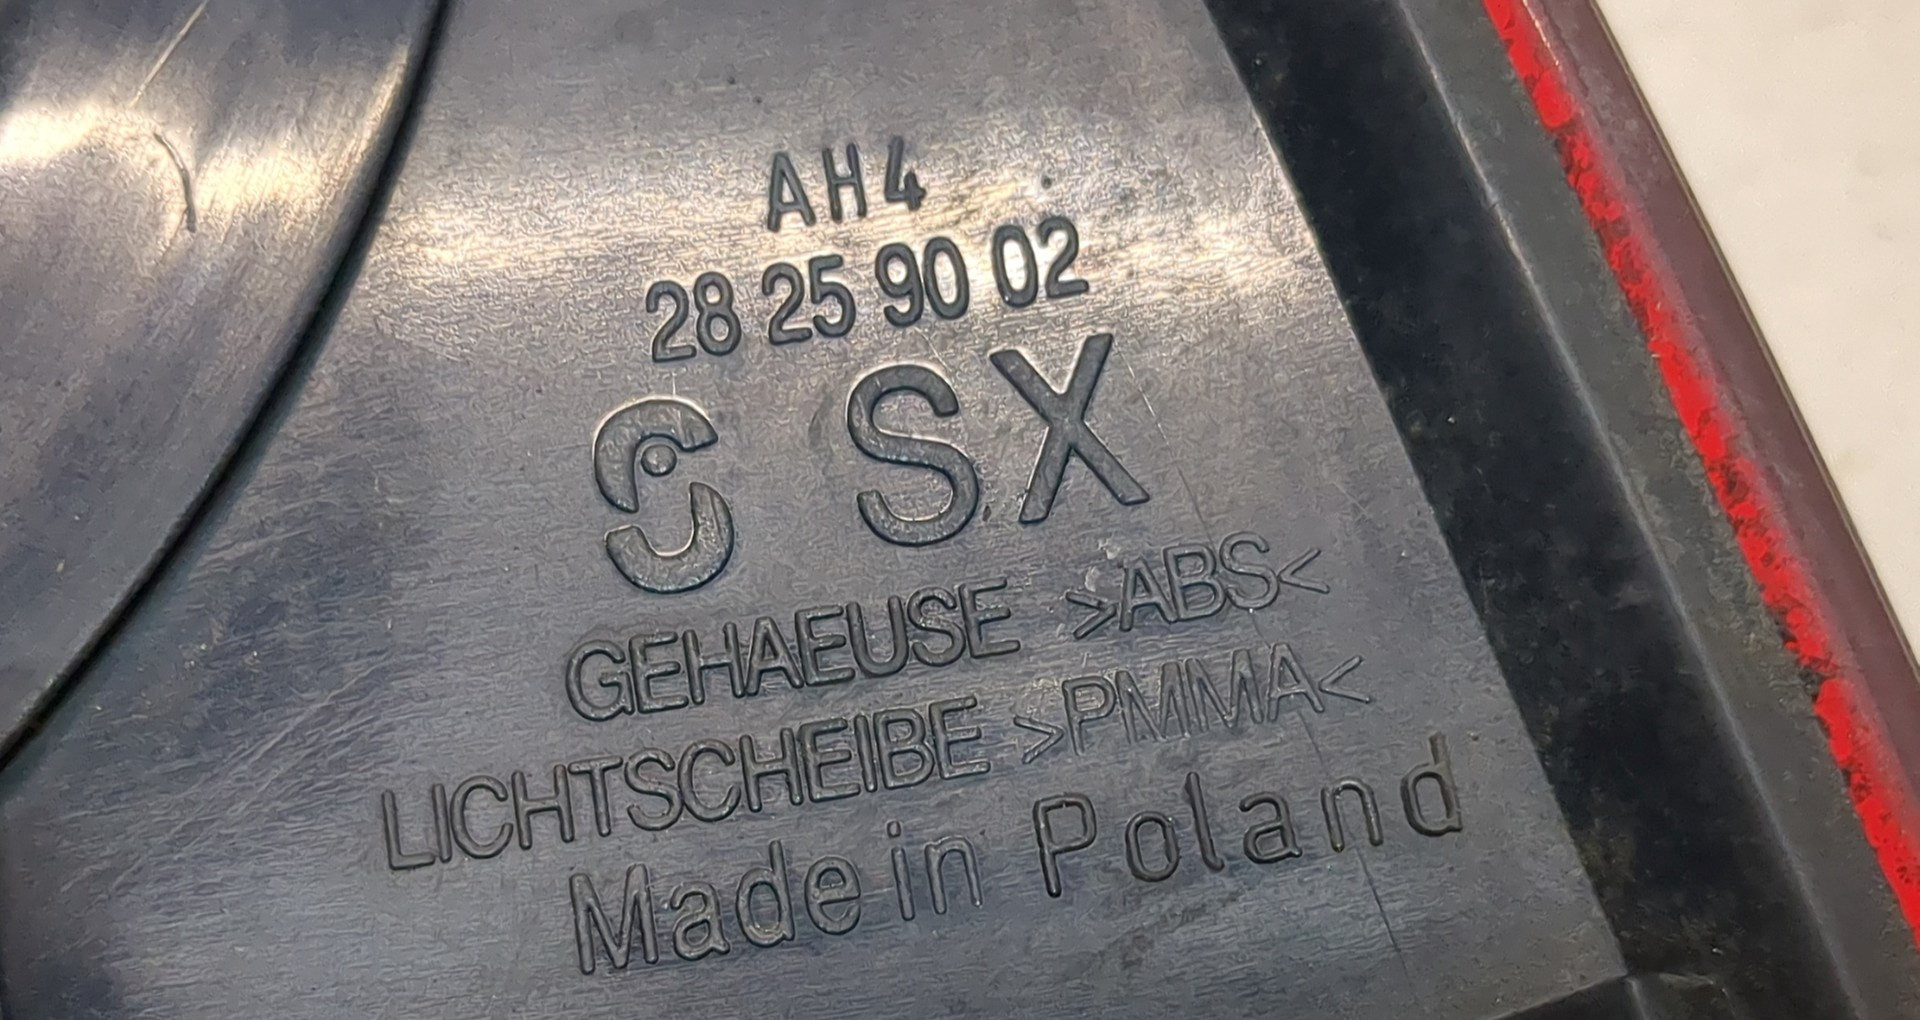 AH4
28 25 90 02
SX
GEHAEUSE >ABS<
LICHTSCHEIBE >PMMA<
Made in Poland